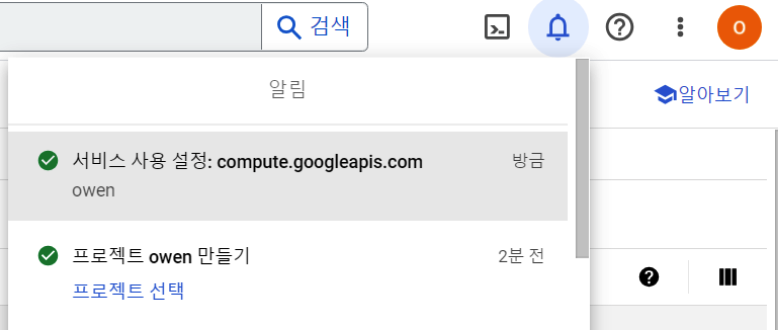 검색
O
알림
알아보기
서비스 사용 설정: compute.googleapis.com 방금
owen
프로젝트 owen 만들기 2분 전
프로젝트 선택